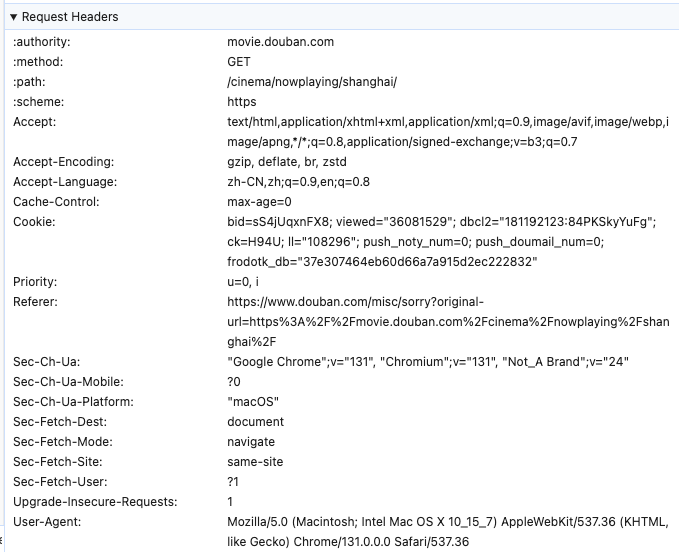 ▼ Request Headers
:authority: movie.douban.com
:method: GET
:path: /cinema/nowplaying/shanghai/
:scheme: https
Accept: text/html,application/xhtml+xml,application/xml;q=0.9,image/avif,image/webp,i
mage/apng,*/*;q=0.8,application/signed-exchange;v=b3;q=0.7
Accept-Encoding: gzip, deflate, br, zstd
Accept-Language: zh-CN,zh;q=0.9,en;q=0.8
Cache-Control: max-age=0
Cookie: bid=sS4jUqxnFX8; viewed="36081529"; dbcl2="181192123:84PKSkyYuFg";
ck=H94U; ll="108296"; push_noty_num=0; push_doumail_num=0;
frodotk_db="37e307464eb60d66a7a915d2ec222832"
Priority: u=0, i
Referer: https://www.douban.com/misc/sorry?original-
url=https%3A%2F%2Fmovie.douban.com%2Fcinema%2Fnowplaying%2Fshan
ghai%2F
Sec-Ch-Ua: "Google Chrome";v="131", "Chromium";v="131", "Not_A Brand";v="24"
Sec-Ch-Ua-Mobile: ?0
Sec-Ch-Ua-Platform: "macOS"
Sec-Fetch-Dest: document
Sec-Fetch-Mode: navigate
Sec-Fetch-Site: same-site
Sec-Fetch-User: ?1
Upgrade-Insecure-Requests: 1
User-Agent: Mozilla/5.0 (Macintosh; Intel Mac OS X 10_15_7) AppleWebKit/537.36 (KHTML,
like Gecko) Chrome/131.0.0.0 Safari/537.36